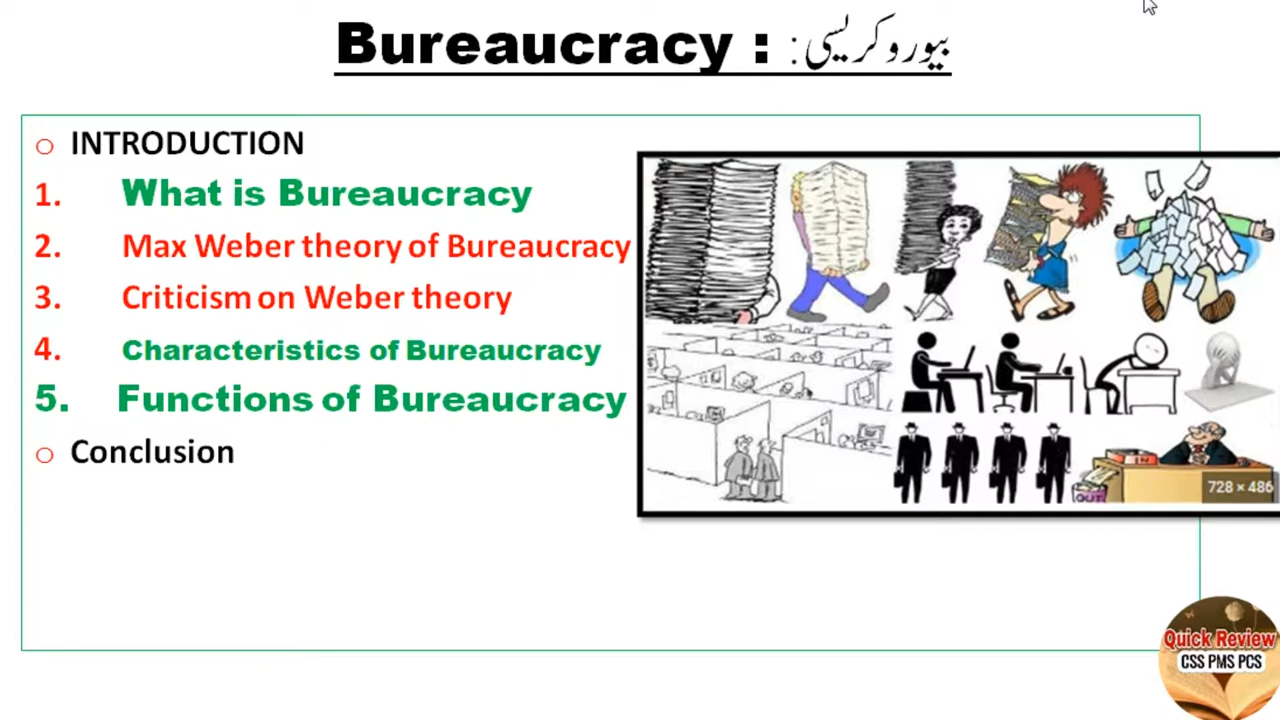 Bureaucracy : بیوروکریسی:
○ INTRODUCTION
1. What is Bureaucracy
2. Max Weber theory of Bureaucracy
3. Criticism on Weber theory
4. Characteristics of Bureaucracy
5. Functions of Bureaucracy
○ Conclusion
OUT
728 × 486
Quick Review
CSS PMS PCS